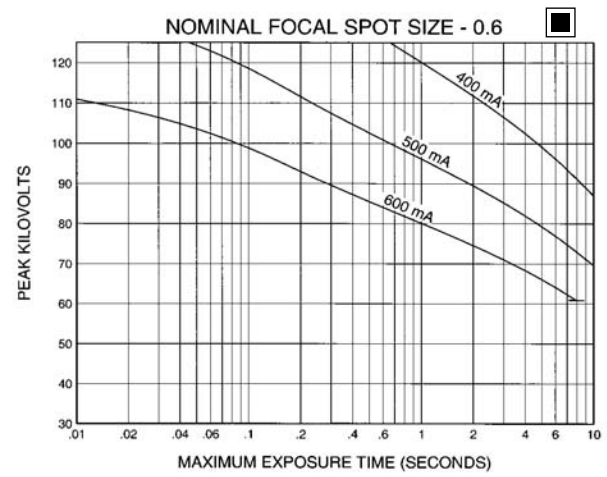 NOMINAL FOCAL SPOT SIZE - 0.6
120
110
100
90
80
70
60
50
40
30
PEAK KILOVOLTS
400 mA
500 mA
600 mA
.01 .02 .04 .06 .1 .2 .4 .6 1 2 4 6 10
MAXIMUM EXPOSURE TIME (SECONDS)